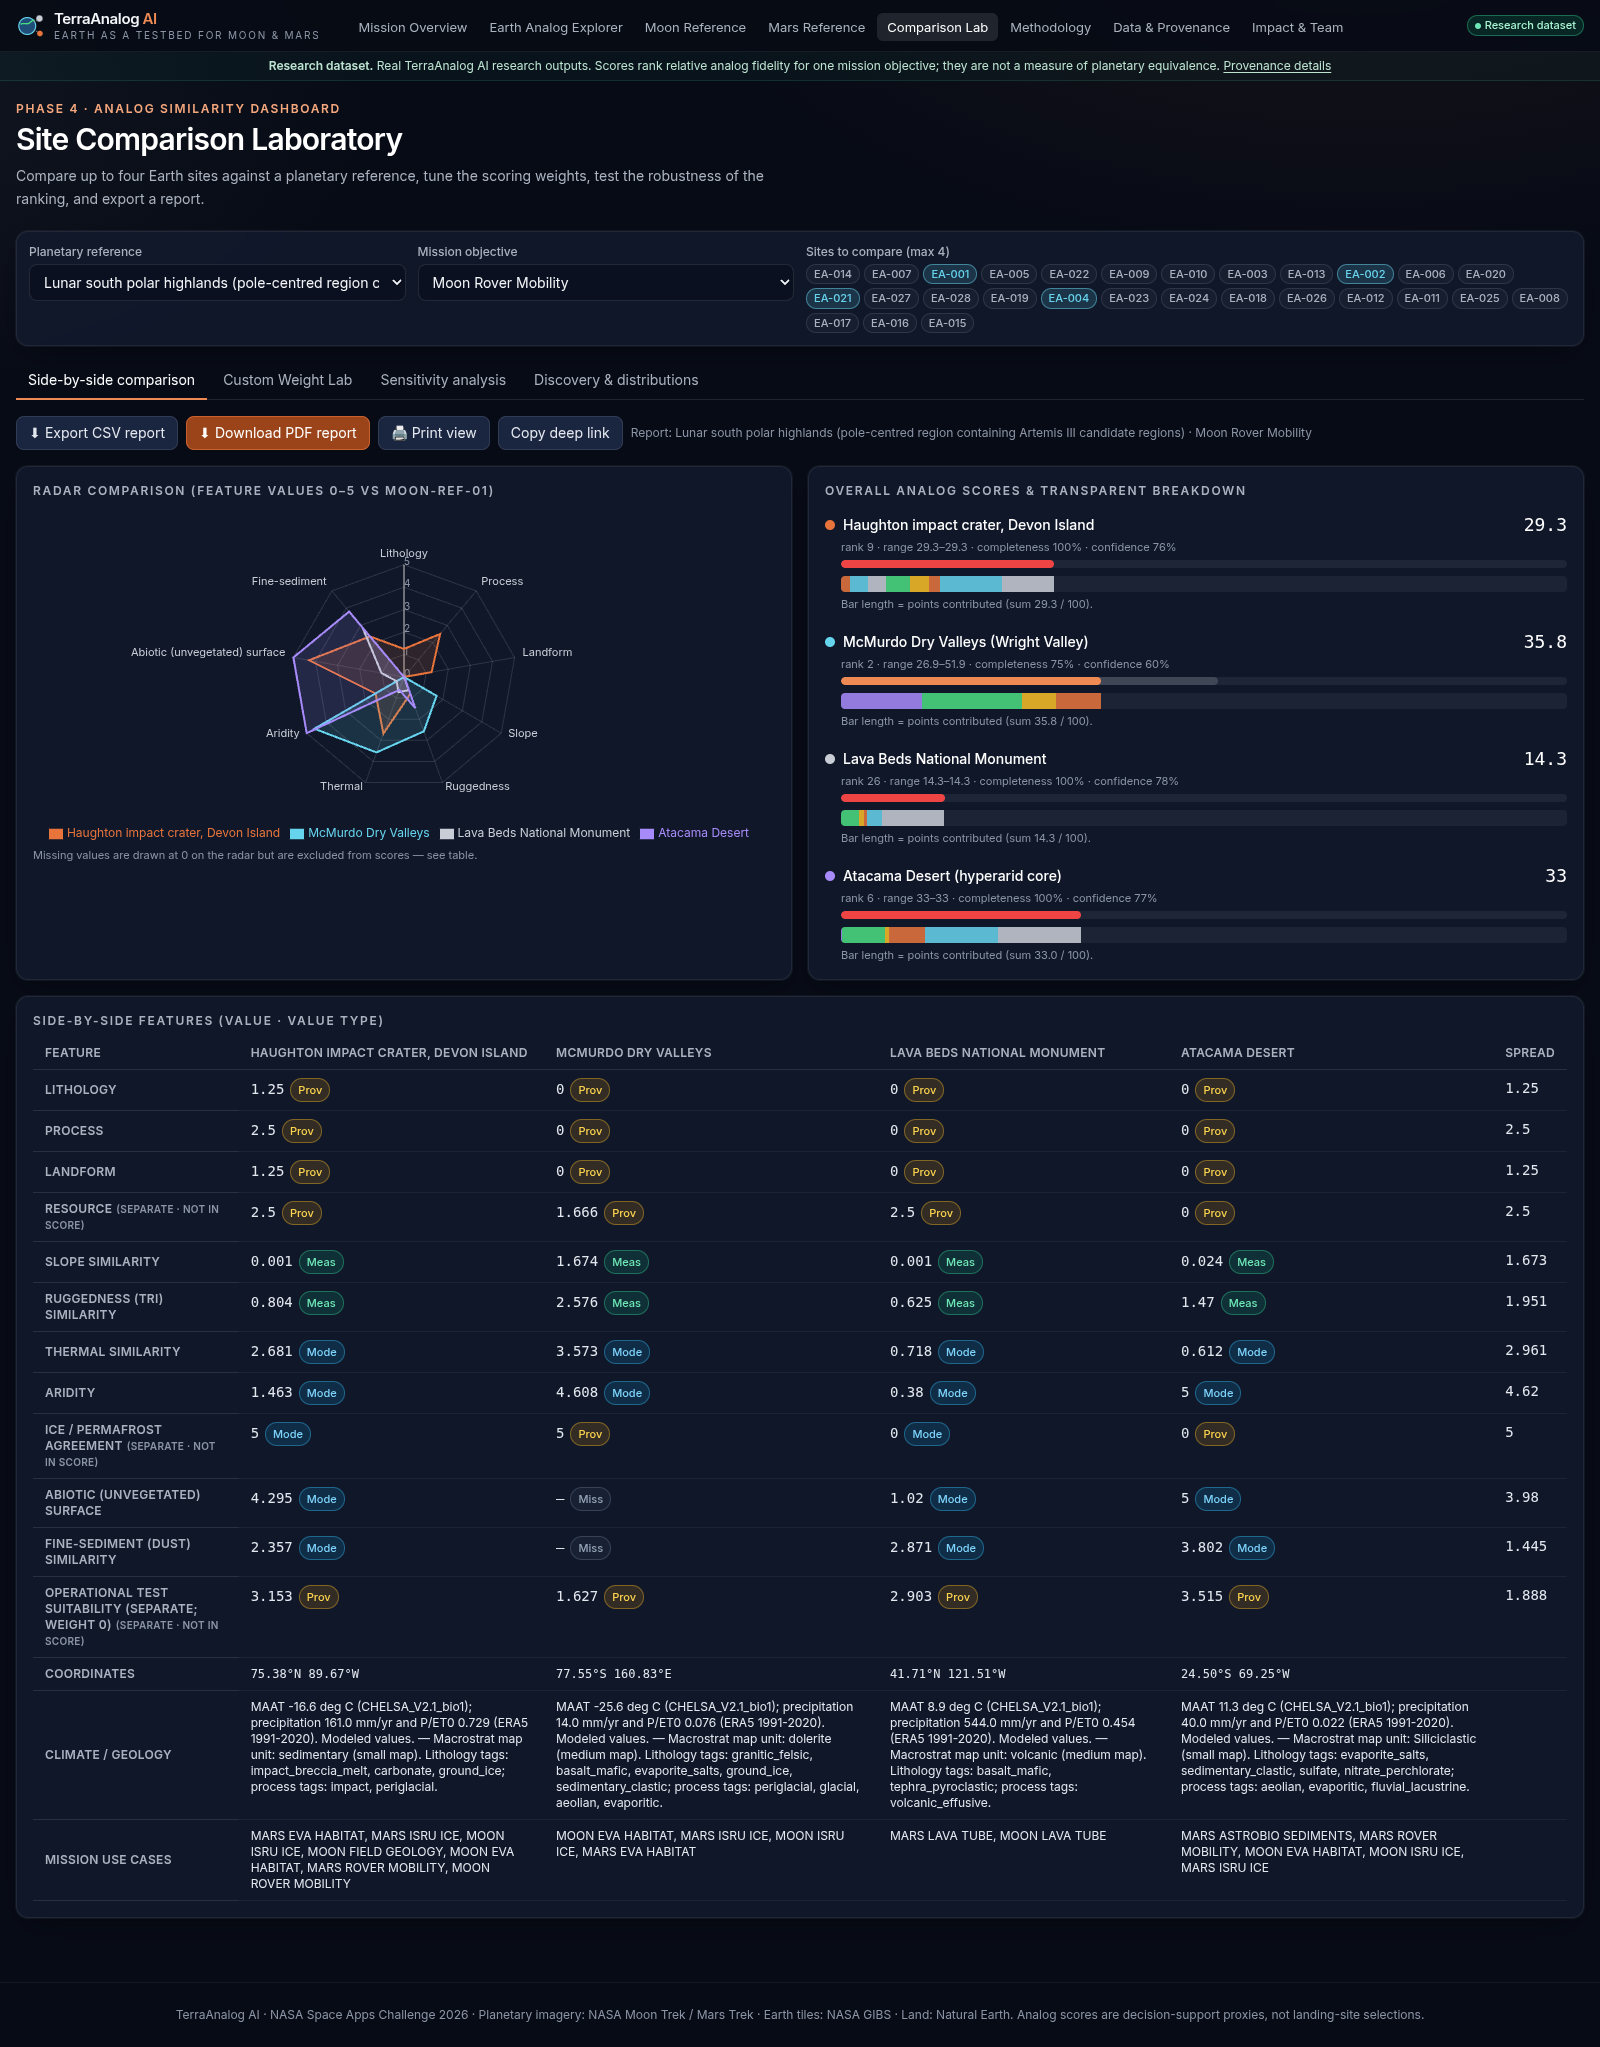 TerraAnalog AI
EARTH AS A TESTBED FOR MOON & MARS
Mission Overview
Earth Analog Explorer
Moon Reference
Mars Reference
Comparison Lab
Methodology
Data & Provenance
Impact & Team
Research dataset
Research dataset. Real TerraAnalog AI research outputs. Scores rank relative analog fidelity for one mission objective; they are not a measure of planetary equivalence. Provenance details
PHASE 4 · ANALOG SIMILARITY DASHBOARD
Site Comparison Laboratory
Compare up to four Earth sites against a planetary reference, tune the scoring weights, test the robustness of the
ranking, and export a report.
Planetary reference
Lunar south polar highlands (pole-centred region c
Mission objective
Moon Rover Mobility
Sites to compare (max 4)
EA-014 EA-007 EA-001 EA-005 EA-022 EA-009 EA-010 EA-003 EA-013 EA-002 EA-006 EA-020
EA-021 EA-027 EA-028 EA-019 EA-004 EA-023 EA-024 EA-018 EA-026 EA-012 EA-011 EA-025 EA-008
EA-017 EA-016 EA-015
Side-by-side comparison
Custom Weight Lab
Sensitivity analysis
Discovery & distributions
⬇ Export CSV report
⬇ Download PDF report
🖨️ Print view
Copy deep link
Report: Lunar south polar highlands (pole-centred region containing Artemis III candidate regions) · Moon Rover Mobility
RADAR COMPARISON (FEATURE VALUES 0–5 VS MOON-REF-01)
Lithology
Process
Landform
Slope
Ruggedness
Thermal
Aridity
Abiotic (unvegetated) surface
Fine-sediment
5
4
3
2
1
0
Haughton impact crater, Devon Island
McMurdo Dry Valleys
Lava Beds National Monument
Atacama Desert
Missing values are drawn at 0 on the radar but are excluded from scores — see table.
OVERALL ANALOG SCORES & TRANSPARENT BREAKDOWN
Haughton impact crater, Devon Island 29.3
rank 9 · range 29.3–29.3 · completeness 100% · confidence 76%
Bar length = points contributed (sum 29.3 / 100).
McMurdo Dry Valleys (Wright Valley) 35.8
rank 2 · range 26.9–51.9 · completeness 75% · confidence 60%
Bar length = points contributed (sum 35.8 / 100).
Lava Beds National Monument 14.3
rank 26 · range 14.3–14.3 · completeness 100% · confidence 78%
Bar length = points contributed (sum 14.3 / 100).
Atacama Desert (hyperarid core) 33
rank 6 · range 33–33 · completeness 100% · confidence 77%
Bar length = points contributed (sum 33.0 / 100).
SIDE-BY-SIDE FEATURES (VALUE · VALUE TYPE)
FEATURE HAUGHTON IMPACT CRATER, DEVON ISLAND MCMURDO DRY VALLEYS LAVA BEDS NATIONAL MONUMENT ATACAMA DESERT SPREAD
LITHOLOGY 1.25 Prov 0 Prov 0 Prov 0 Prov 1.25
PROCESS 2.5 Prov 0 Prov 0 Prov 0 Prov 2.5
LANDFORM 1.25 Prov 0 Prov 0 Prov 0 Prov 1.25
RESOURCE (SEPARATE · NOT IN
SCORE)
2.5 Prov 1.666 Prov 2.5 Prov 0 Prov 2.5
SLOPE SIMILARITY 0.001 Meas 1.674 Meas 0.001 Meas 0.024 Meas 1.673
RUGGEDNESS (TRI)
SIMILARITY
0.804 Meas 2.576 Meas 0.625 Meas 1.47 Meas 1.951
THERMAL SIMILARITY 2.681 Mode 3.573 Mode 0.718 Mode 0.612 Mode 2.961
ARIDITY 1.463 Mode 4.608 Mode 0.38 Mode 5 Mode 4.62
ICE / PERMAFROST
AGREEMENT (SEPARATE · NOT
IN SCORE)
5 Mode 5 Prov 0 Mode 0 Prov 5
ABIOTIC (UNVEGETATED)
SURFACE
4.295 Mode — Miss 1.02 Mode 5 Mode 3.98
FINE-SEDIMENT (DUST)
SIMILARITY
2.357 Mode — Miss 2.871 Mode 3.802 Mode 1.445
OPERATIONAL TEST
SUITABILITY (SEPARATE;
WEIGHT 0) (SEPARATE · NOT IN
SCORE)
3.153 Prov 1.627 Prov 2.903 Prov 3.515 Prov 1.888
COORDINATES 75.38°N 89.67°W 77.55°S 160.83°E 41.71°N 121.51°W 24.50°S 69.25°W
CLIMATE / GEOLOGY
MAAT -16.6 deg C (CHELSA_V2.1_bio1);
precipitation 161.0 mm/yr and P/ET0 0.729 (ERA5
1991-2020). Modeled values. — Macrostrat map
unit: sedimentary (small map). Lithology tags:
impact_breccia_melt, carbonate, ground_ice;
process tags: impact, periglacial.
MAAT -25.6 deg C (CHELSA_V2.1_bio1); precipitation
14.0 mm/yr and P/ET0 0.076 (ERA5 1991-2020).
Modeled values. — Macrostrat map unit: dolerite
(medium map). Lithology tags: granitic_felsic,
basalt_mafic, evaporite_salts, ground_ice,
sedimentary_clastic; process tags: periglacial, glacial,
aeolian, evaporitic.
MAAT 8.9 deg C (CHELSA_V2.1_bio1);
precipitation 544.0 mm/yr and P/ET0 0.454
(ERA5 1991-2020). Modeled values. —
Macrostrat map unit: volcanic (medium map).
Lithology tags: basalt_mafic,
tephra_pyroclastic; process tags:
volcanic_effusive.
MAAT 11.3 deg C (CHELSA_V2.1_bio1); precipitation
40.0 mm/yr and P/ET0 0.022 (ERA5 1991-2020).
Modeled values. — Macrostrat map unit: Siliciclastic
(small map). Lithology tags: evaporite_salts,
sedimentary_clastic, sulfate, nitrate_perchlorate;
process tags: aeolian, evaporitic, fluvial_lacustrine.
MISSION USE CASES
MARS EVA HABITAT, MARS ISRU ICE, MOON
ISRU ICE, MOON FIELD GEOLOGY, MOON EVA
HABITAT, MARS ROVER MOBILITY, MOON
ROVER MOBILITY
MOON EVA HABITAT, MARS ISRU ICE, MOON ISRU
ICE, MARS EVA HABITAT
MARS LAVA TUBE, MOON LAVA TUBE
MARS ASTROBIO SEDIMENTS, MARS ROVER
MOBILITY, MOON EVA HABITAT, MOON ISRU ICE,
MARS ISRU ICE
TerraAnalog AI · NASA Space Apps Challenge 2026 · Planetary imagery: NASA Moon Trek / Mars Trek · Earth tiles: NASA GIBS · Land: Natural Earth. Analog scores are decision-support proxies, not landing-site selections.